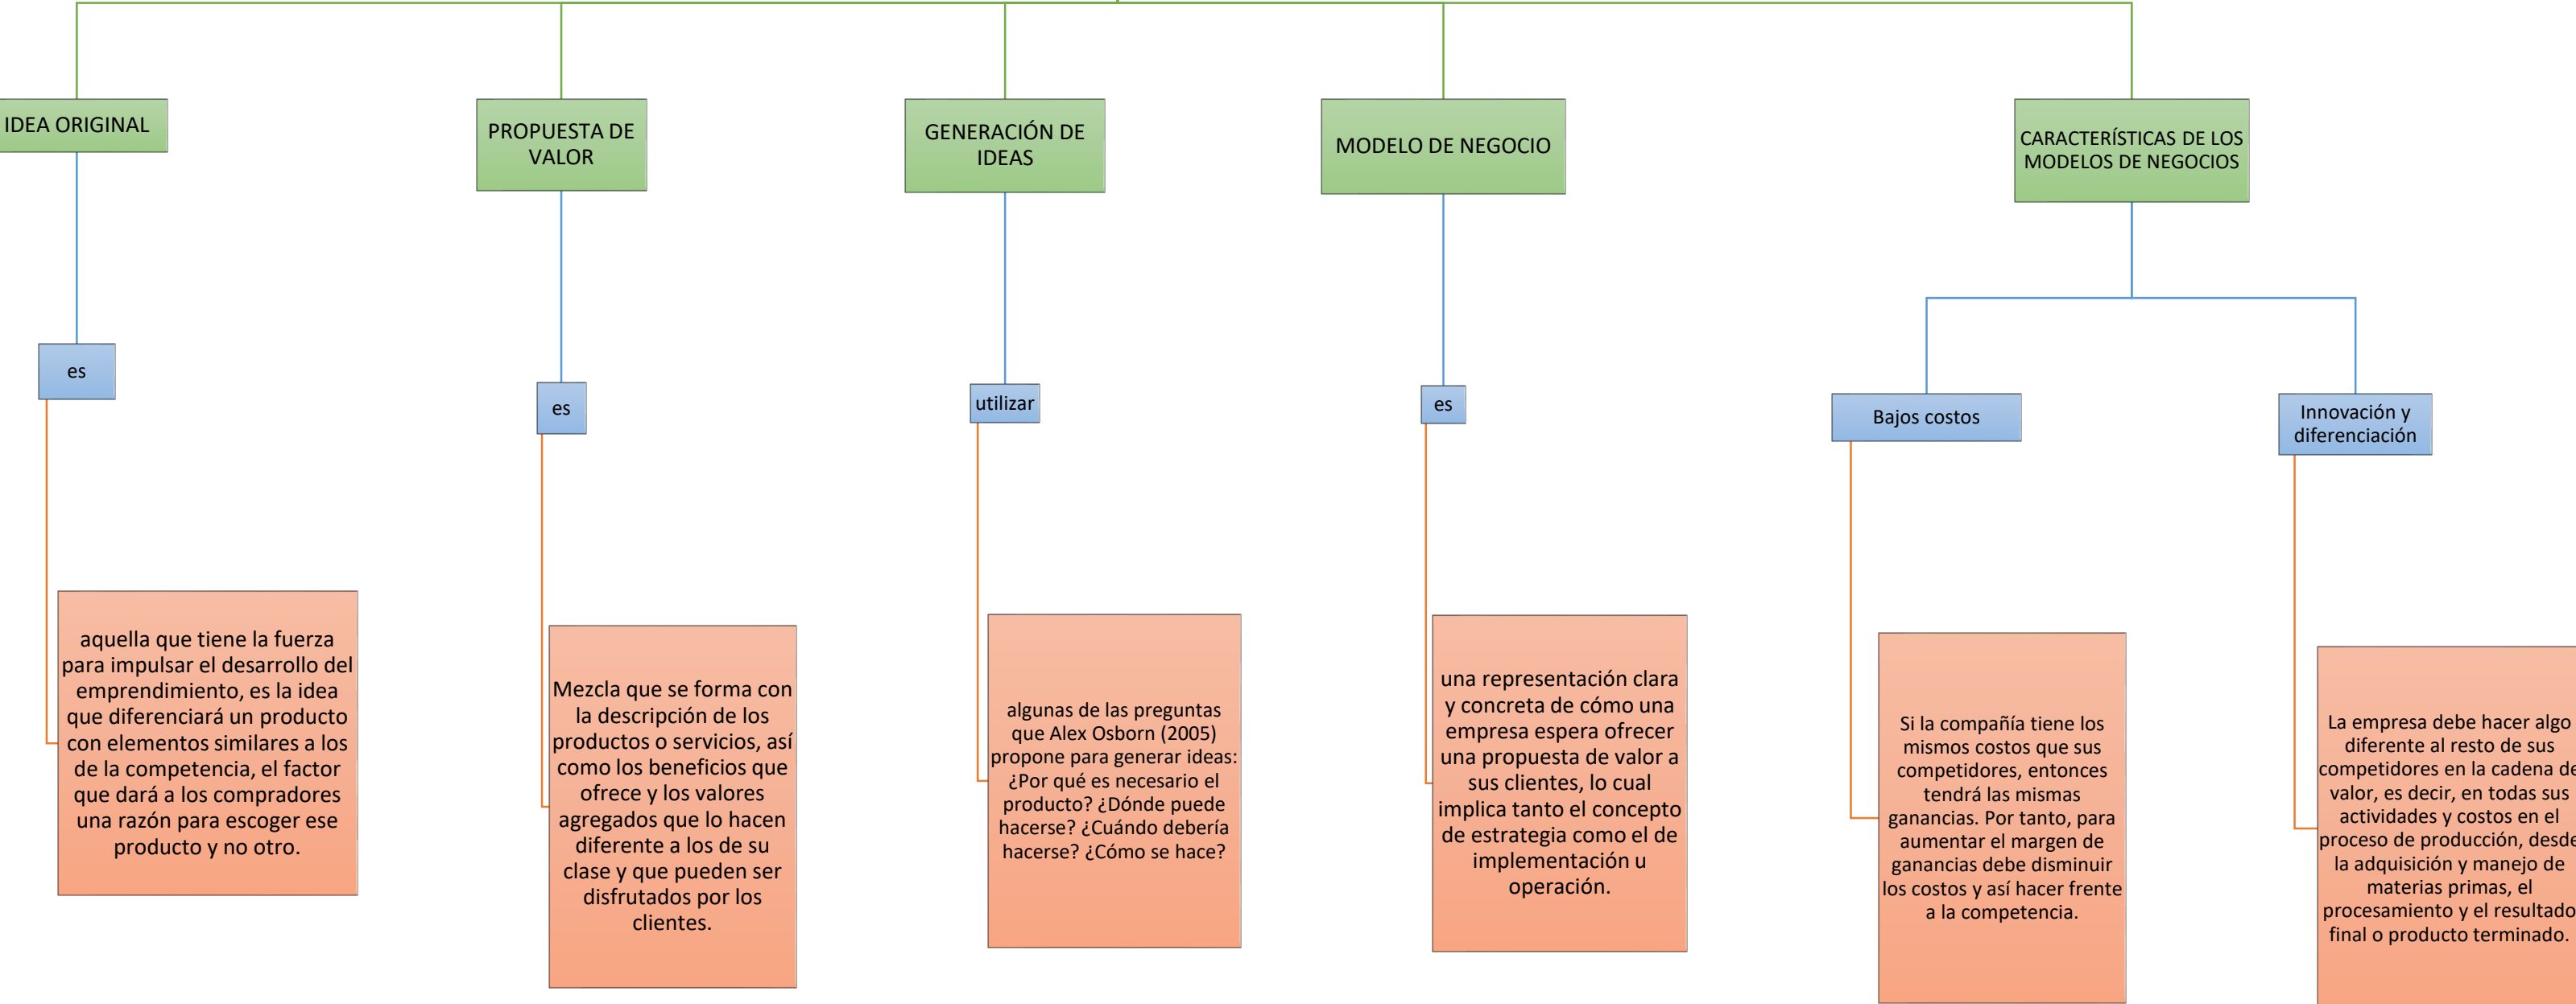 IDEA ORIGINAL
PROPUESTA DE
VALOR
GENERACIÓN DE
IDEAS
MODELO DE NEGOCIO
CARACTERÍSTICAS DE LOS
MODELOS DE NEGOCIOS
es
es
utilizar
es
Bajos costos
Innovación y
diferenciación
aquella que tiene la fuerza
para impulsar el desarrollo del
emprendimiento, es la idea
que diferenciará un producto
con elementos similares a los
de la competencia, el factor
que dará a los compradores
una razón para escoger ese
producto y no otro.
Mezcla que se forma con
la descripción de los
productos o servicios, así
como los beneficios que
ofrece y los valores
agregados que lo hacen
diferente a los de su
clase y que pueden ser
disfrutados por los
clientes.
algunas de las preguntas
que Alex Osborn (2005)
propone para generar ideas:
¿Por qué es necesario el
producto? ¿Dónde puede
hacerse? ¿Cuándo debería
hacerse? ¿Cómo se hace?
una representación clara
y concreta de cómo una
empresa espera ofrecer
una propuesta de valor a
sus clientes, lo cual
implica tanto el concepto
de estrategia como el de
implementación u
operación.
Si la compañía tiene los
mismos costos que sus
competidores, entonces
tendrá las mismas
ganancias. Por tanto, para
aumentar el margen de
ganancias debe disminuir
los costos y así hacer frente
a la competencia.
La empresa debe hacer algo
diferente al resto de sus
competidores en la cadena de
valor, es decir, en todas sus
actividades y costos en el
proceso de producción, desde
la adquisición y manejo de
materias primas, el
procesamiento y el resultado
final o producto terminado.